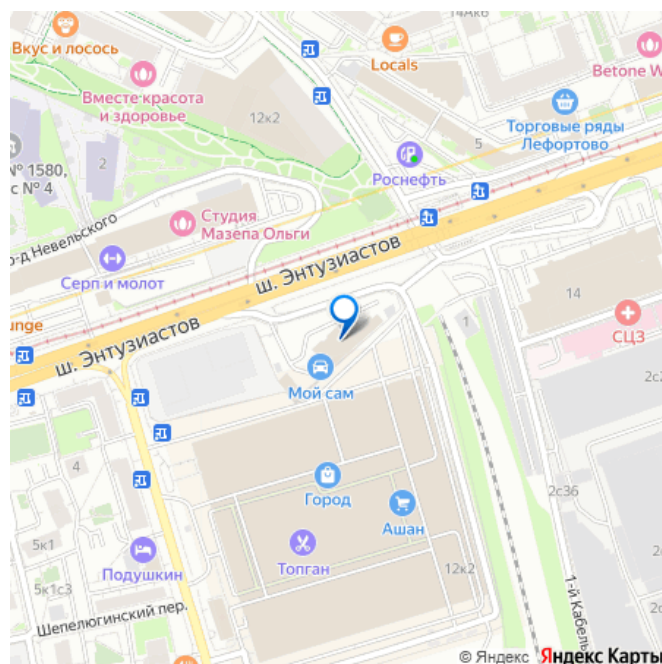 14Ак6
Вкус и лосось
Locals
Betone W
Вместе красота
и здоровье
12к2
Торговые ряды
Лефортово
5
Роснефть
№ 1580,
с № 4
2
Студия
Мазепа Ольги
р-д Невельского
Серп и молот
ш. Энтузиастов
14
1
СЦЗ
unge
ш. Энтузиастов
Мой сам
2с2
4
Город
Ашан
2с36
5к1
Топган
Подушкин
12к2
5к1с3
1-й Кабель
Шепелюгинский пер.
© Яндекс Яндекс Карты